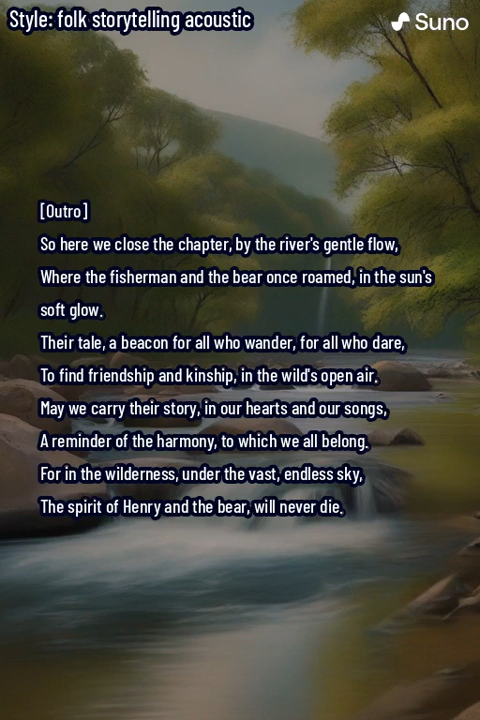 Style: folk storytelling acoustic
Suno
[Outro]
So here we close the chapter, by the river's gentle flow,
Where the fisherman and the bear once roamed, in the sun's
soft glow.
Their tale, a beacon for all who wander, for all who dare,
To find friendship and kinship, in the wild's open air.
May we carry their story, in our hearts and our songs,
A reminder of the harmony, to which we all belong.
For in the wilderness, under the vast, endless sky,
The spirit of Henry and the bear, will never die.